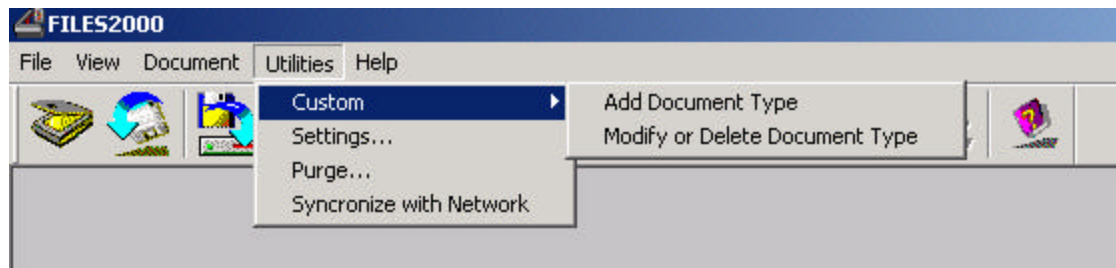 FILES2000
File View Document Utilities Help
Custom Add Document Type
Settings... Modify or Delete Document Type
Purge...
Syncronize with Network